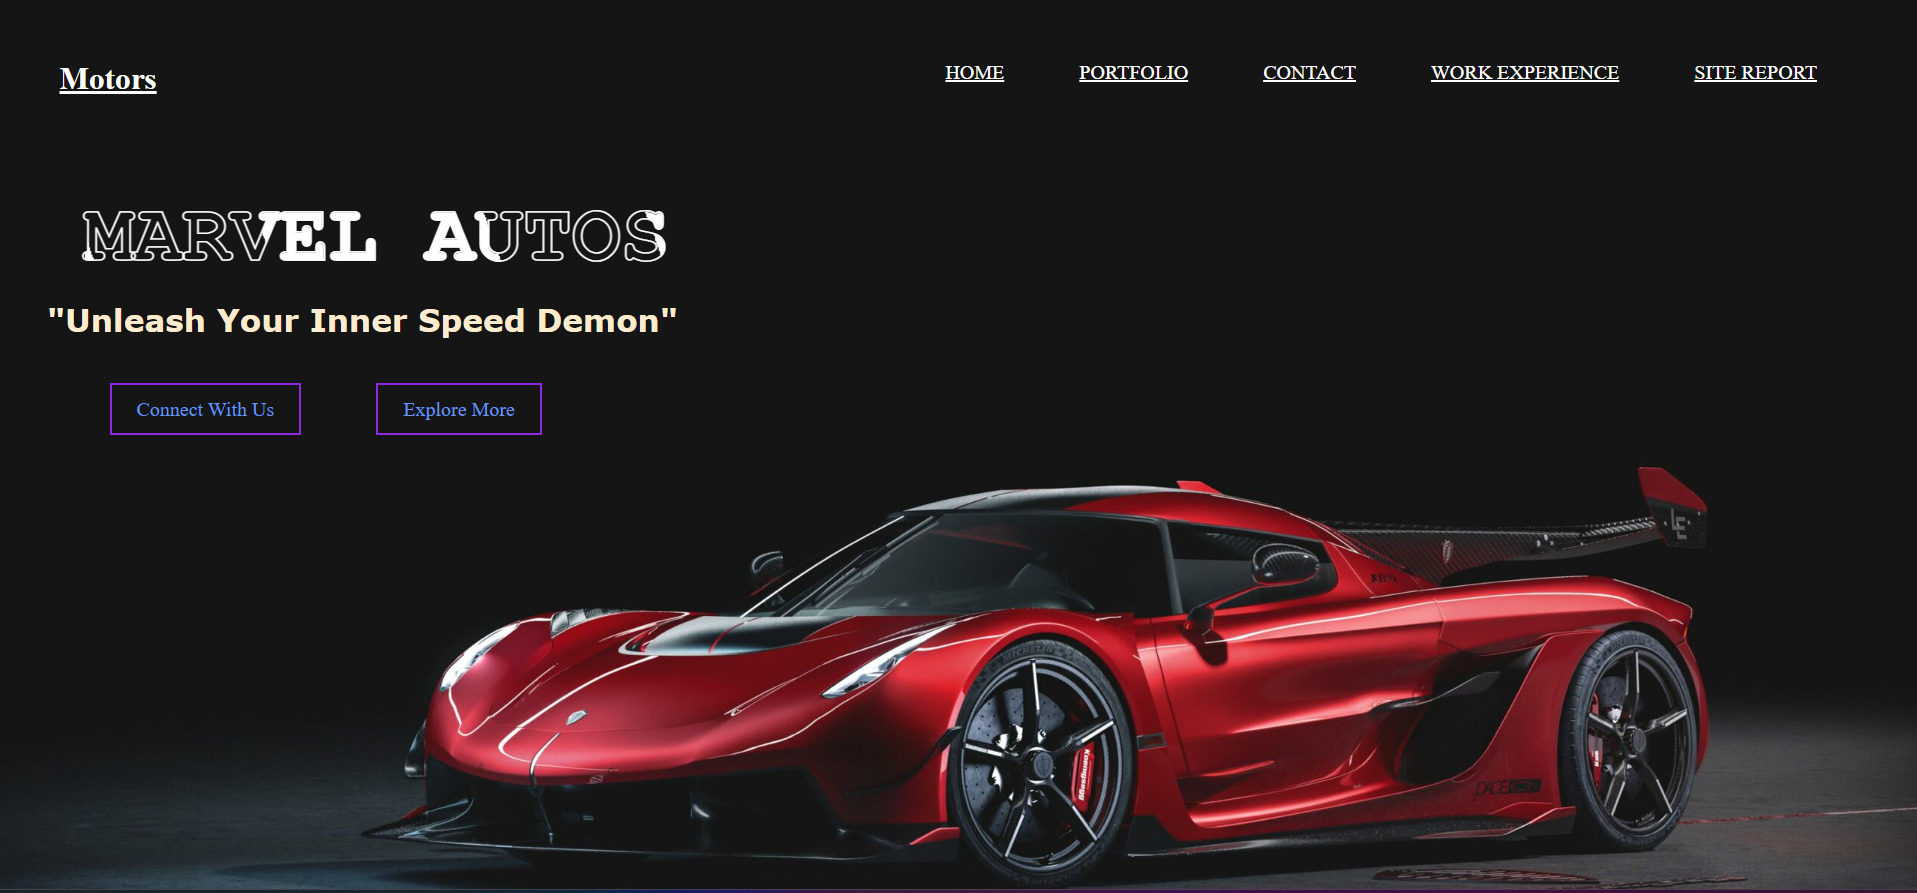 Motors
HOME PORTFOLIO CONTACT WORK EXPERIENCE SITE REPORT
MARVEL AUTOS
"Unleash Your Inner Speed Demon"
Connect With Us Explore More
Koenigsegg